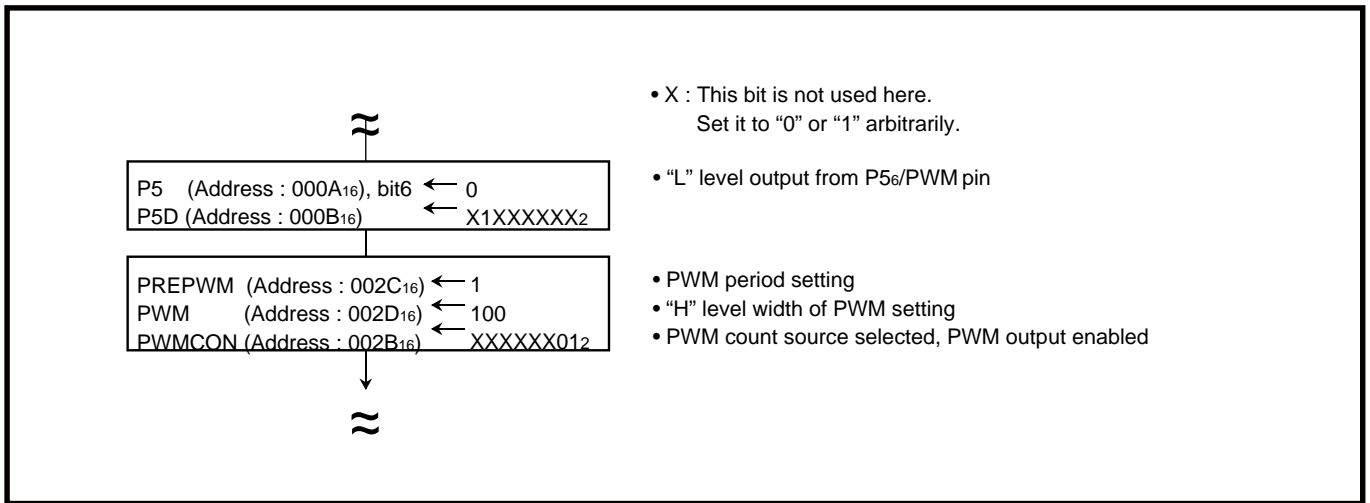 • X : This bit is not used here.
Set it to “0” or “1” arbitrarily.
P5 (Address : 000A16), bit6 ← 0
P5D (Address : 000B16) ← X1XXXXXX2
• “L” level output from P56/PWM pin
PREPWM (Address : 002C16) ← 1
PWM (Address : 002D16) ← 100
PWMCON (Address : 002B16) ← XXXXXX012
• PWM period setting
• “H” level width of PWM setting
• PWM count source selected, PWM output enabled